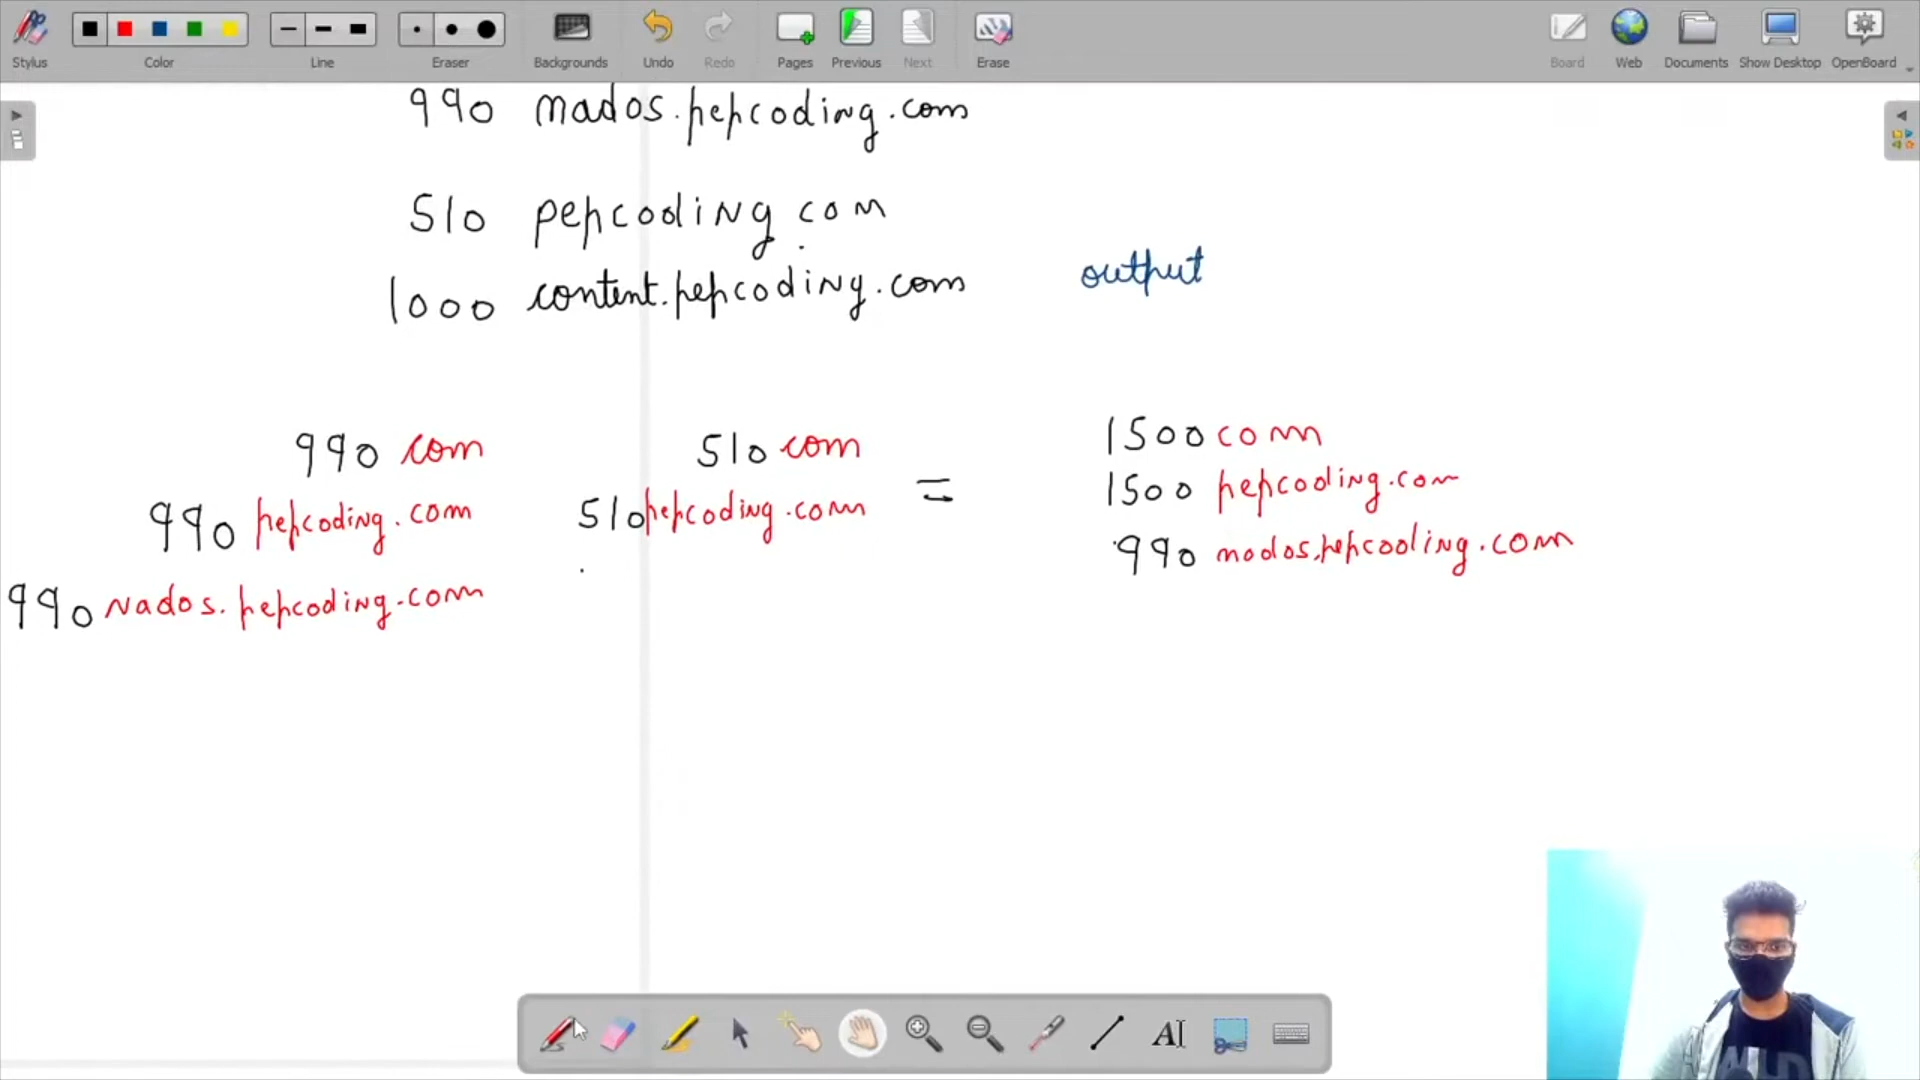 Stylus Color Line Eraser Backgrounds Undo Redo Pages Previous Next Erase Board Web Documents Show Desktop OpenBoard
990 nados.pepcoding.com
510 pepcoding.com
1000 content.pepcoding.com
output
990 com
990 pepcoding.com
990 nados.pepcoding.com
510 com
510 pepcoding.com
=
1500 com
1500 pepcoding.com
990 nados.pepcoding.com